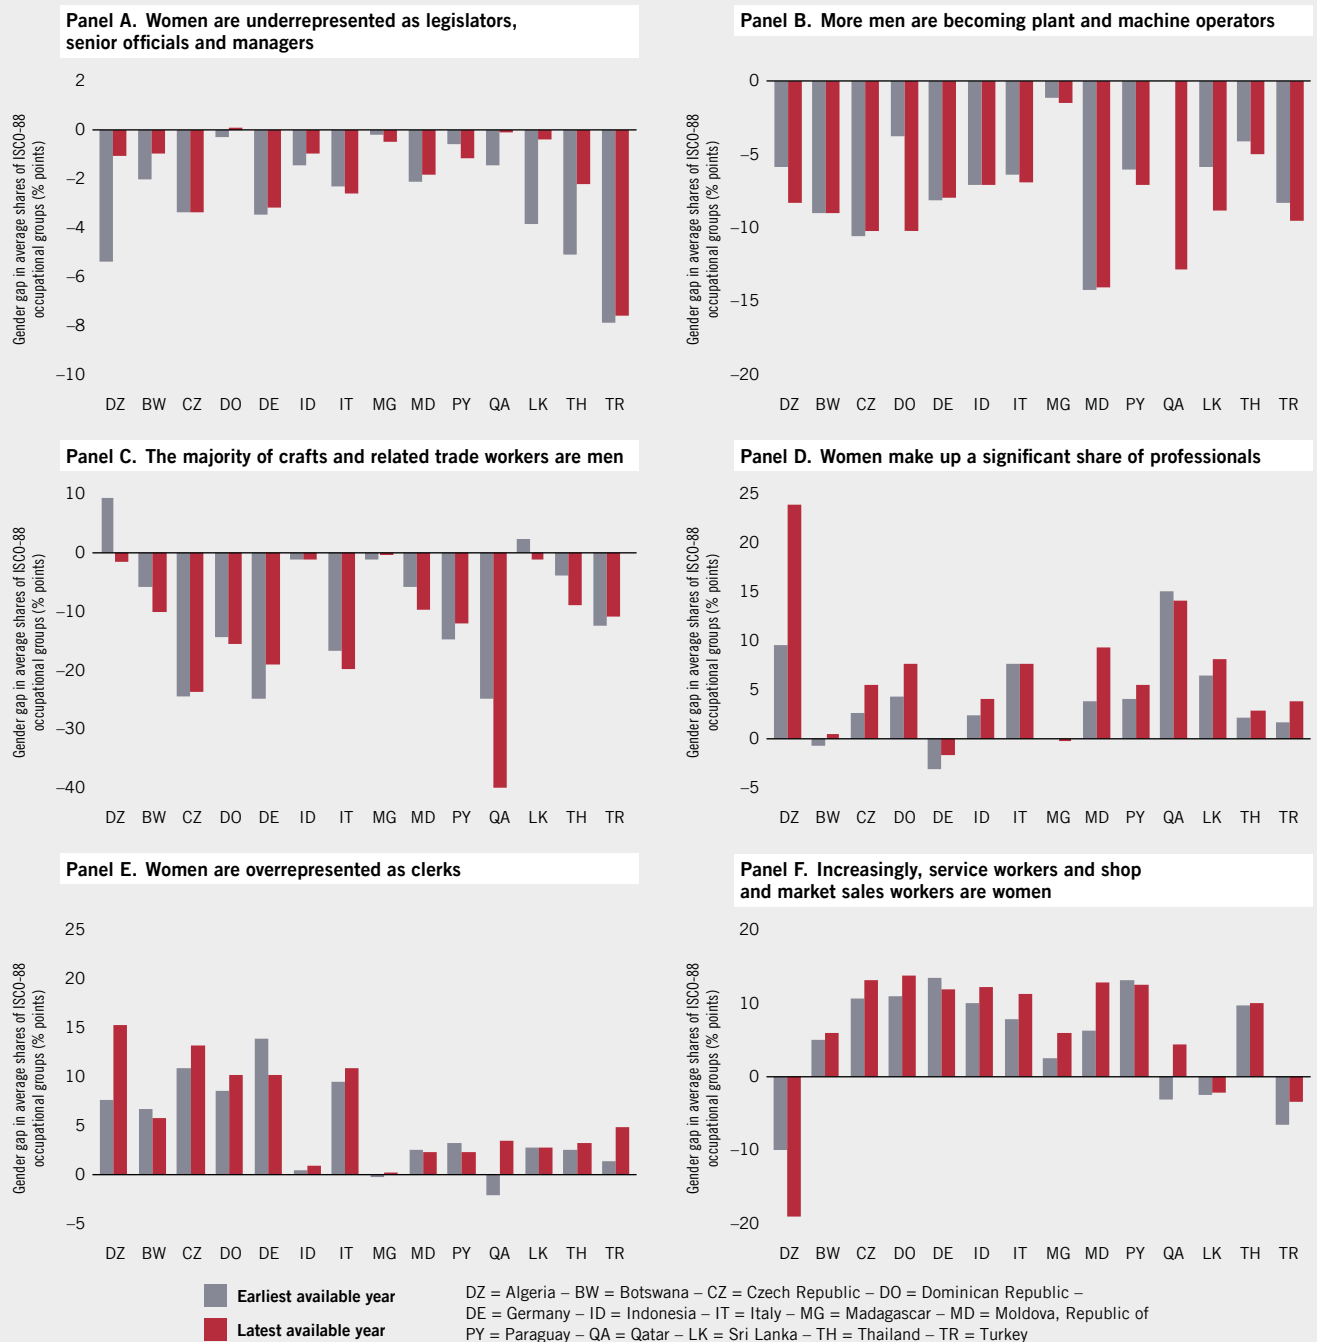 Panel A. Women are underrepresented as legislators,
senior officials and managers
Gender gap in average shares of ISCO-88
occupational groups (% points)
2
0
–2
–4
–6
–8
–10
DZ BW CZ DO DE ID IT MG MD PY QA LK TH TR
Panel B. More men are becoming plant and machine operators
Gender gap in average shares of ISCO-88
occupational groups (% points)
0
–5
–10
–15
–20
DZ BW CZ DO DE ID IT MG MD PY QA LK TH TR
Panel C. The majority of crafts and related trade workers are men
Gender gap in average shares of ISCO-88
occupational groups (% points)
10
0
–10
–20
–30
–40
DZ BW CZ DO DE ID IT MG MD PY QA LK TH TR
Panel D. Women make up a significant share of professionals
Gender gap in average shares of ISCO-88
occupational groups (% points)
25
20
15
10
5
0
–5
DZ BW CZ DO DE ID IT MG MD PY QA LK TH TR
Panel E. Women are overrepresented as clerks
Gender gap in average shares of ISCO-88
occupational groups (% points)
25
20
15
10
5
0
–5
DZ BW CZ DO DE ID IT MG MD PY QA LK TH TR
Panel F. Increasingly, service workers and shop
and market sales workers are women
Gender gap in average shares of ISCO-88
occupational groups (% points)
20
10
0
–10
–20
DZ BW CZ DO DE ID IT MG MD PY QA LK TH TR
Earliest available year
Latest available year
DZ = Algeria – BW = Botswana – CZ = Czech Republic – DO = Dominican Republic –
DE = Germany – ID = Indonesia – IT = Italy – MG = Madagascar – MD = Moldova, Republic of
PY = Paraguay – QA = Qatar – LK = Sri Lanka – TH = Thailand – TR = Turkey